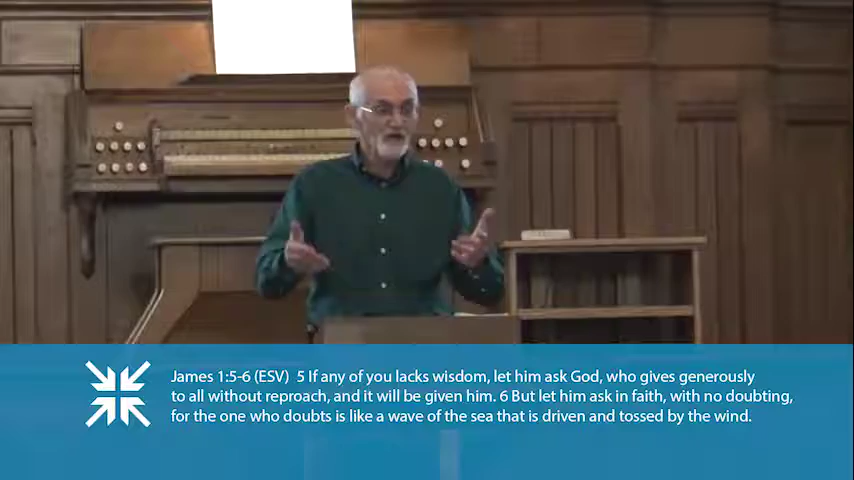 James 1:5-6 (ESV)  5 If any of you lacks wisdom, let him ask God, who gives generously
to all without reproach, and it will be given him. 6 But let him ask in faith, with no doubting,
for the one who doubts is like a wave of the sea that is driven and tossed by the wind.